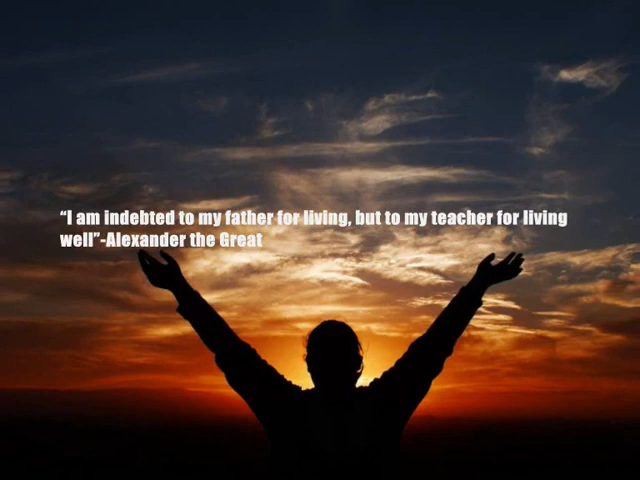 “I am indebted to my father for living, but to my teacher for living
well”-Alexander the Great